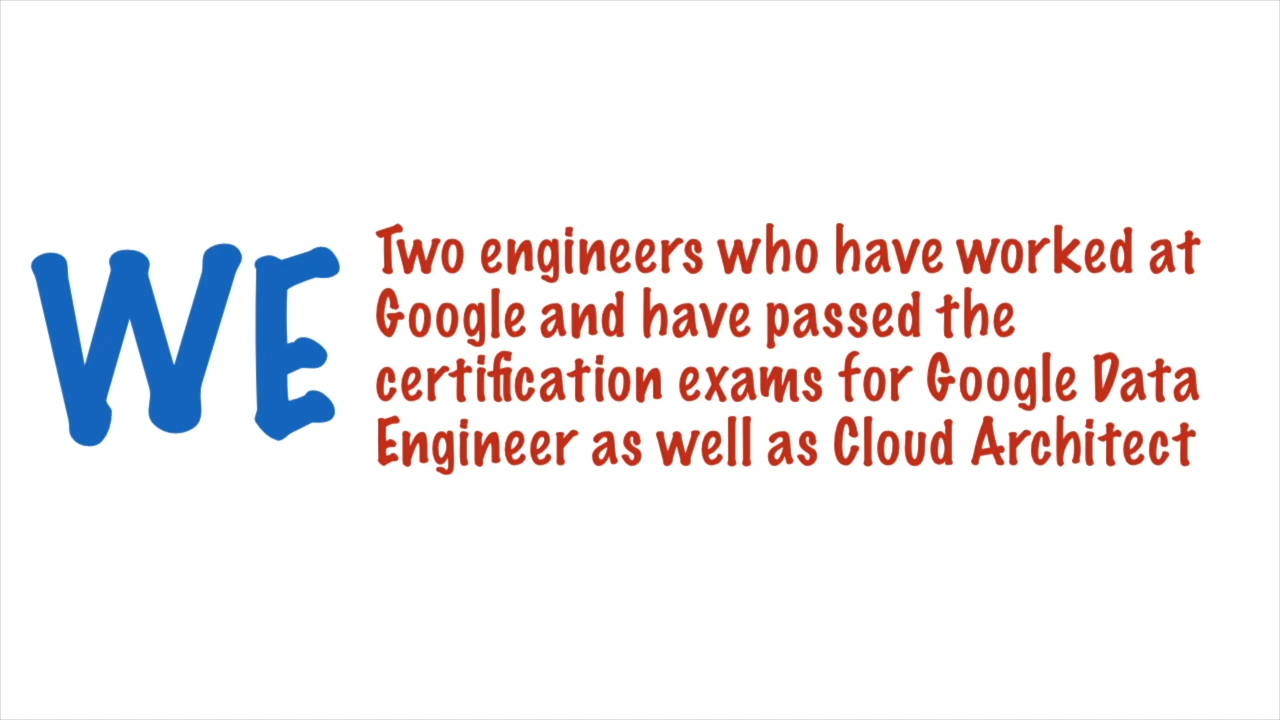 WE
Two engineers who have worked at
Google and have passed the
certification exams for Google Data
Engineer as well as Cloud Architect